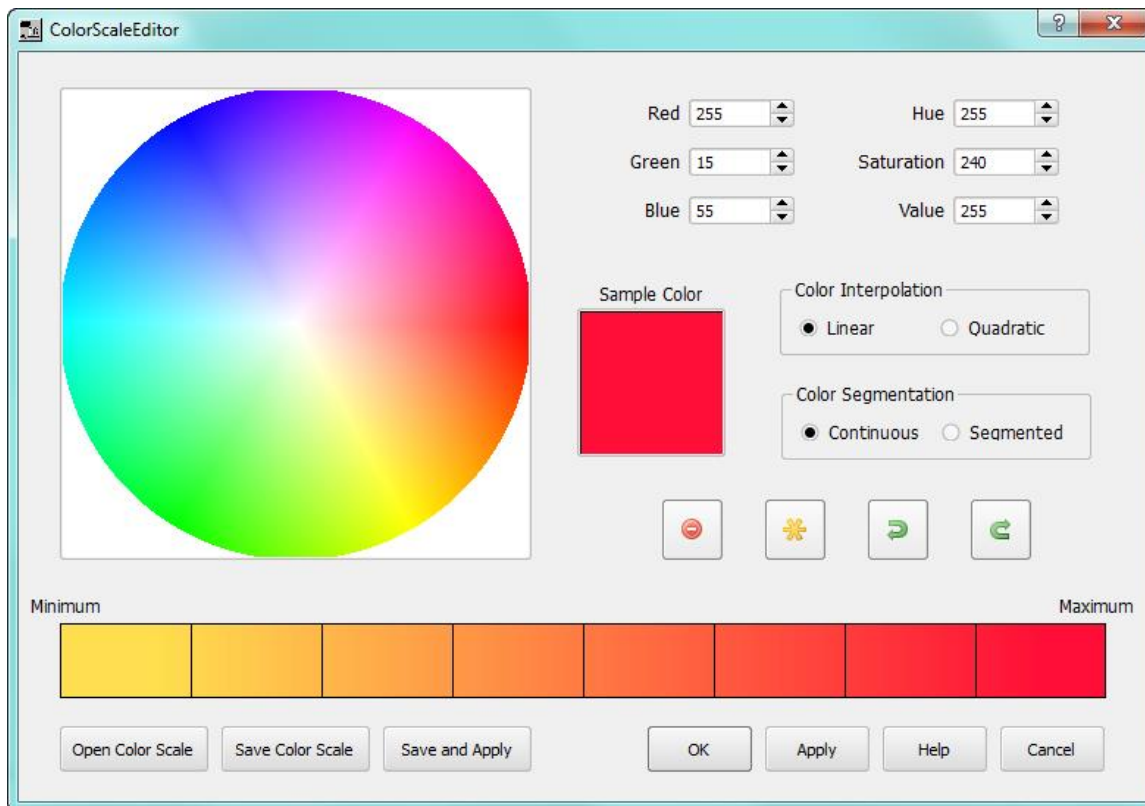 ColorScaleEditor
Red 255 Hue 255
Green 15 Saturation 240
Blue 55 Value 255
Sample Color
Color Interpolation
Linear Quadratic
Color Segmentation
Continuous Segmented
Minimum Maximum
Open Color Scale Save Color Scale Save and Apply OK Apply Help Cancel